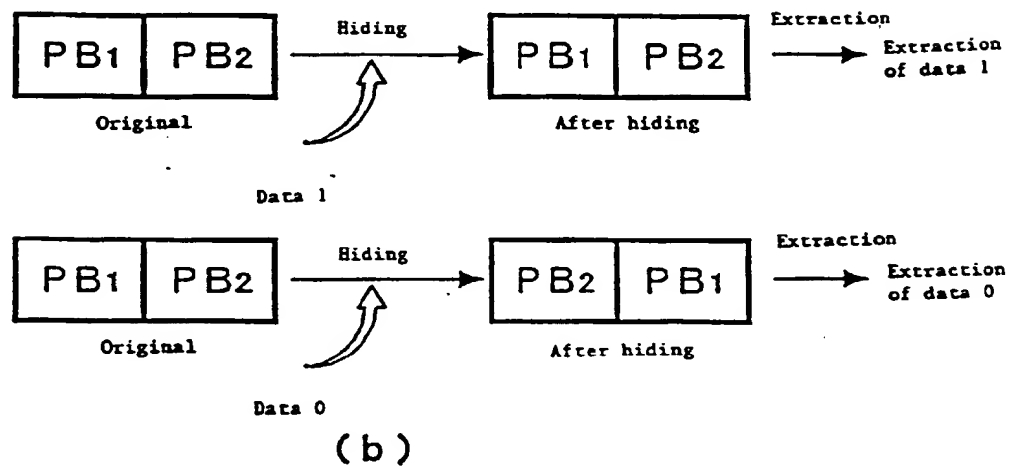 Hiding
Extraction
PB1 PB2
PB1 PB2
Extraction
of data 1
Original
After hiding
Data 1
Hiding
Extraction
PB1 PB2
PB2 PB1
Extraction
of data 0
Original
After hiding
Data 0
(b)